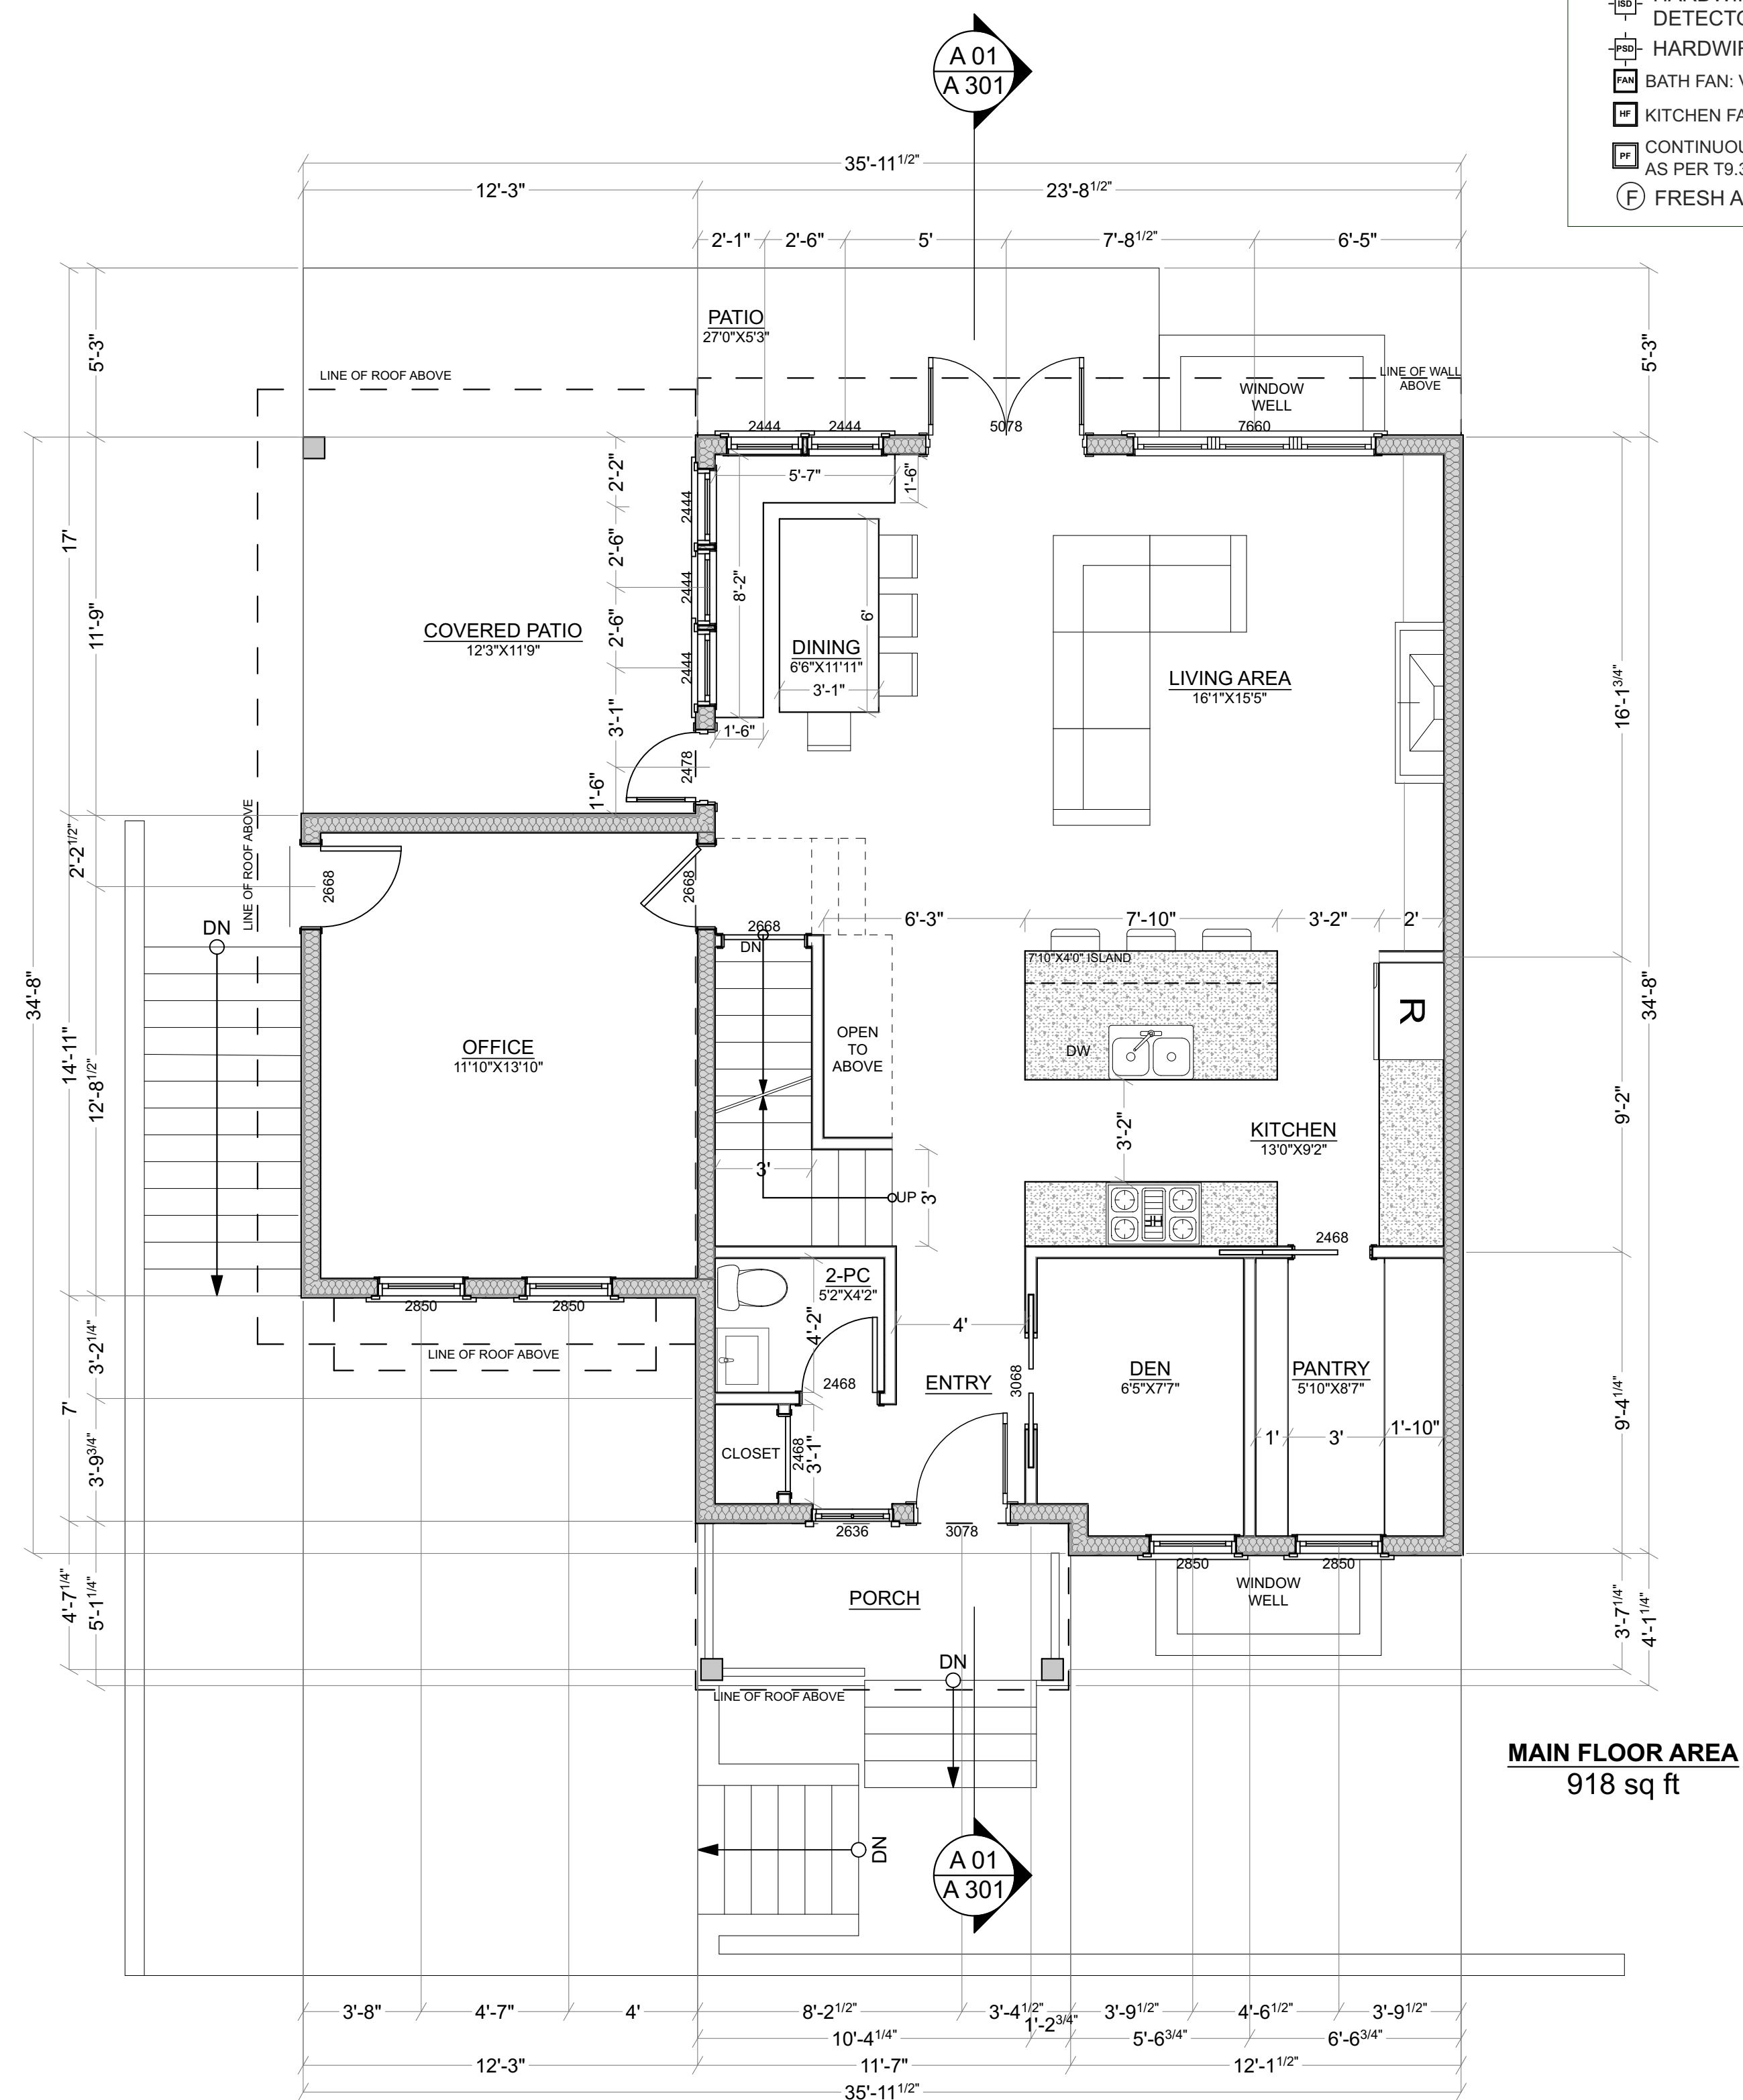 ISD
DETECTO
PSD HARDWI
FAN BATH FAN:
HF KITCHEN FA
PF CONTINUOU
AS PER T9.3
F FRESH A
A 01
A 301
35'-11 1/2"
12'-3" 23'-8 1/2"
2'-1" 2'-6" 5' 7'-8 1/2" 6'-5"
PATIO
27'0"X5'3"
5'-3"
5'-3"
LINE OF ROOF ABOVE
LINE OF WALL
ABOVE
WINDOW
WELL
2444 2444 5078 7660
5'-7" 1'-6"
2'-2"
2444
2'-6"
2444
8'-2"
6'
17'
11'-9"
COVERED PATIO
12'3"X11'9"
2'-6"
2444
DINING
6'6"X11'11"
3'-1"
LIVING AREA
16'1"X15'5"
16'-1 3/4"
3'-1"
1'-6"
2478
1'-6"
LINE OF ROOF ABOVE
2'-2 1/2"
2668
2668
DN
2668
DN
6'-3" 7'-10" 3'-2" 2'
7'10"X4'0" ISLAND
34'-8"
34'-8"
R
OPEN
TO
ABOVE
DW
14'-11"
12'-8 1/2"
OFFICE
11'10"X13'10"
9'-2"
3'-2"
KITCHEN
13'0"X9'2"
3'
UP
3'
HF
2468
2-PC
5'2"X4'2"
2850 2850
4'-2"
4'
3'-2 1/4"
LINE OF ROOF ABOVE
2468
ENTRY
3068
DEN
6'5"X7'7"
PANTRY
5'10"X8'7"
9'-4 1/4"
7'
3'-9 3/4"
CLOSET
2468
3'-1"
1' 3' 1'-10"
2636 3078
2850 2850
WINDOW
WELL
PORCH
4'-7 1/4"
5'-1 1/4"
3'-7 1/4"
4'-1 1/4"
DN
LINE OF ROOF ABOVE
MAIN FLOOR AREA
918 sq ft
DN
A 01
A 301
3'-8" 4'-7" 4' 8'-2 1/2" 3'-4 1/2" 3'-9 1/2" 4'-6 1/2" 3'-9 1/2"
10'-4 1/4" 1'-2 3/4" 5'-6 3/4" 6'-6 3/4"
12'-3" 11'-7" 12'-1 1/2"
35'-11 1/2"